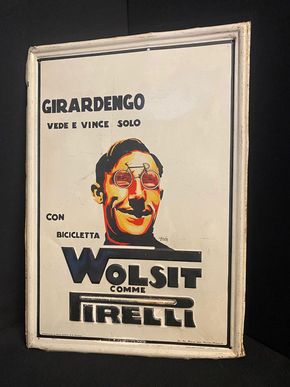 GIRARDENGO
VEDE E VINCE SOLO
CON
BICICLETTA
WOLSIT
COMME
PIRELLI